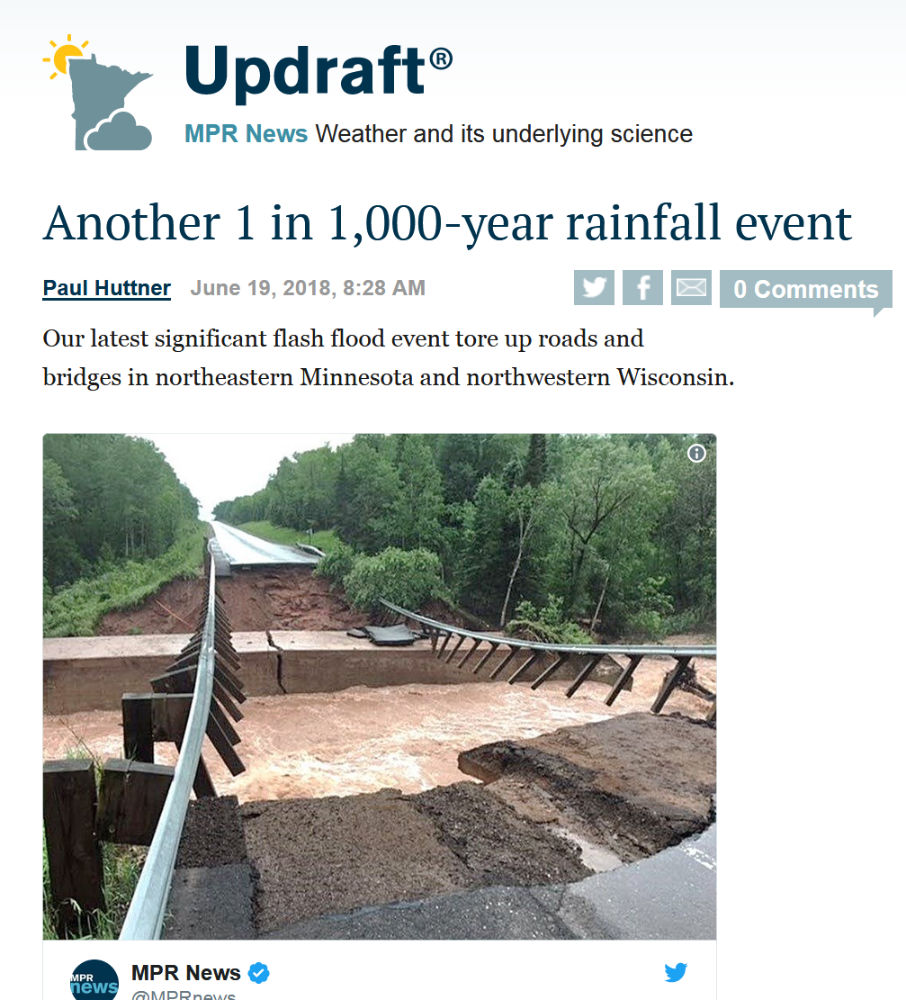 Updraft®
MPR News Weather and its underlying science
Another 1 in 1,000-year rainfall event
Paul Huttner June 19, 2018, 8:28 AM
0 Comments
Our latest significant flash flood event tore up roads and
bridges in northeastern Minnesota and northwestern Wisconsin.
MPR
news
MPR News
@MPRnews